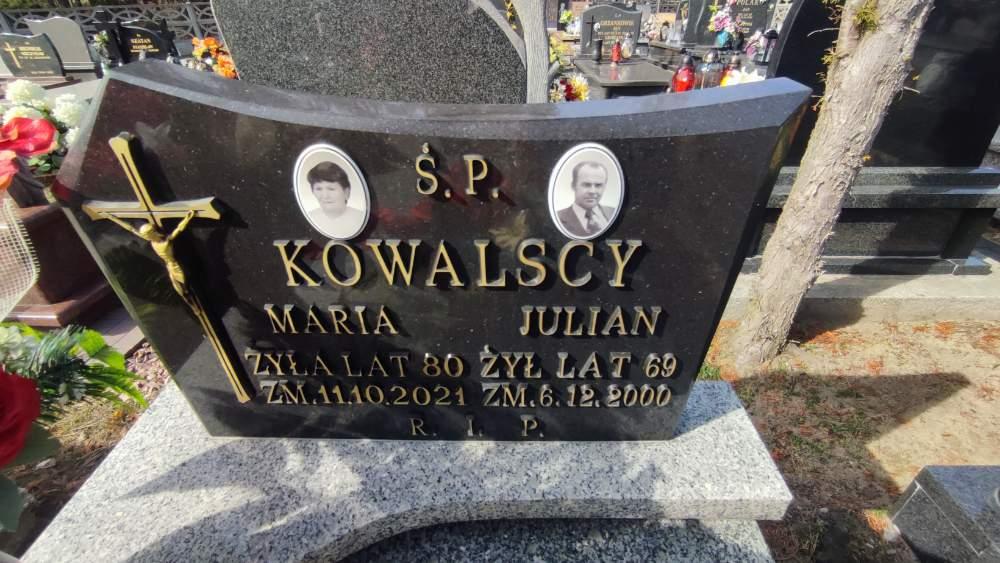 Ś. P.
KOWALSCY
MARIA JULIAN
ŻYŁA LAT 80 ŻYŁ LAT 69
ZM. 11.10.2021 ZM. 6.12.2000
R. I. P.